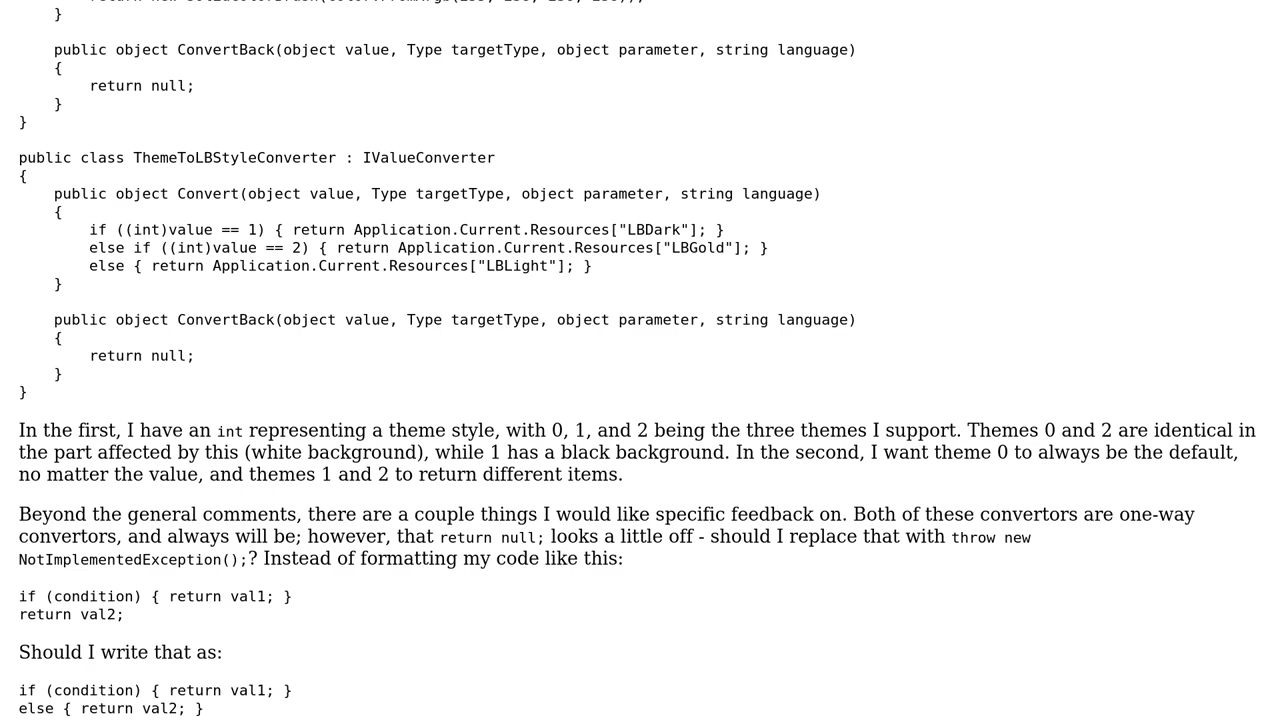 }

    public object ConvertBack(object value, Type targetType, object parameter, string language)
    {
        return null;
    }
}

public class ThemeToLBStyleConverter : IValueConverter
{
    public object Convert(object value, Type targetType, object parameter, string language)
    {
        if ((int)value == 1) { return Application.Current.Resources["LBDark"]; }
        else if ((int)value == 2) { return Application.Current.Resources["LBGold"]; }
        else { return Application.Current.Resources["LBLight"]; }
    }

    public object ConvertBack(object value, Type targetType, object parameter, string language)
    {
        return null;
    }
}

In the first, I have an int representing a theme style, with 0, 1, and 2 being the three themes I support. Themes 0 and 2 are identical in
the part affected by this (white background), while 1 has a black background. In the second, I want theme 0 to always be the default,
no matter the value, and themes 1 and 2 to return different items.

Beyond the general comments, there are a couple things I would like specific feedback on. Both of these convertors are one-way
convertors, and always will be; however, that return null; looks a little off - should I replace that with throw new
NotImplementedException();? Instead of formatting my code like this:

if (condition) { return val1; }
return val2;

Should I write that as:

if (condition) { return val1; }
else { return val2; }